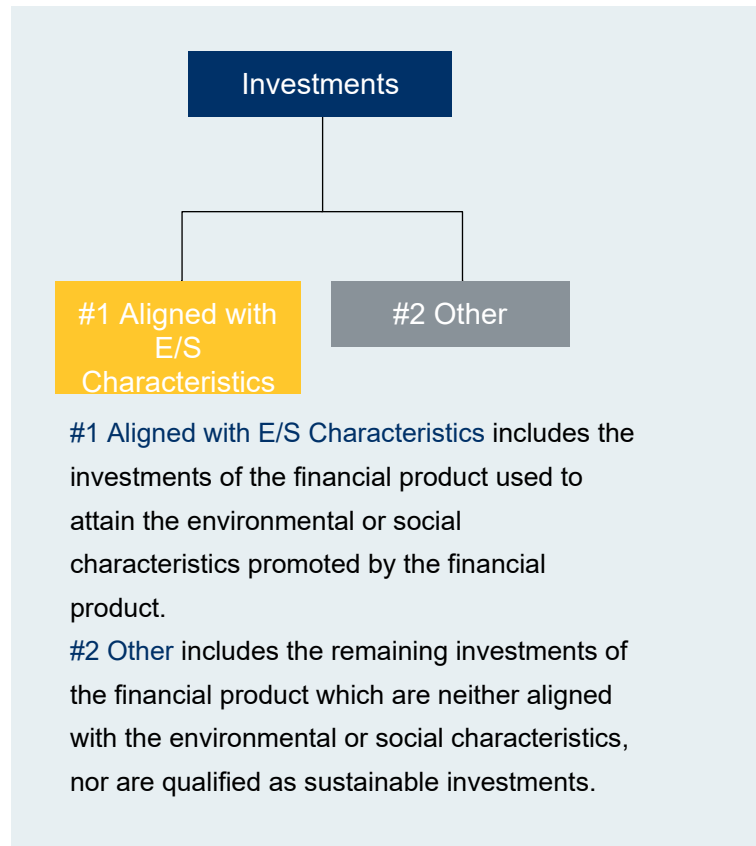 Investments
#1 Aligned with
E/S
Characteristics
#2 Other
#1 Aligned with E/S Characteristics includes the
investments of the financial product used to
attain the environmental or social
characteristics promoted by the financial
product.
#2 Other includes the remaining investments of
the financial product which are neither aligned
with the environmental or social characteristics,
nor are qualified as sustainable investments.